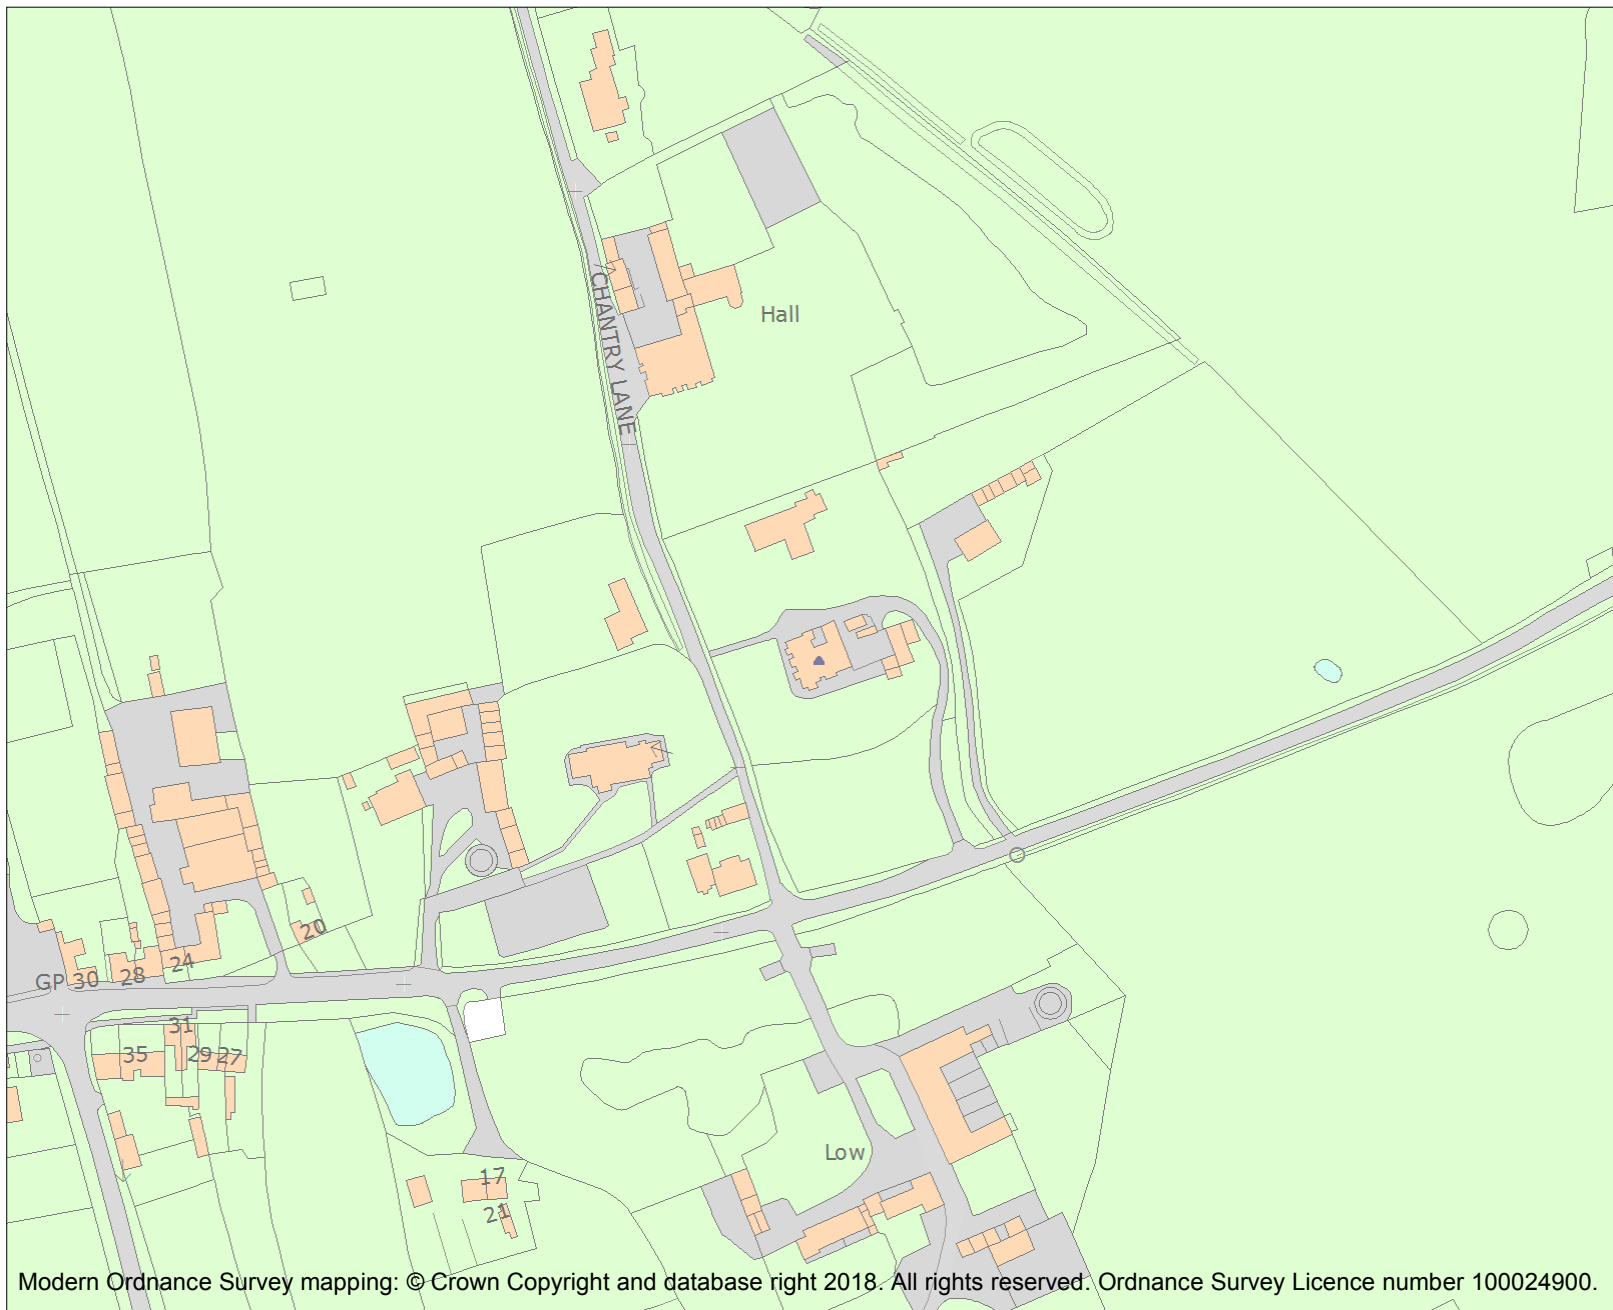 CHANTRY LANE
Hall
20
24
28
GP 30
31
35
29
27
Low
17
21
Modern Ordnance Survey mapping: © Crown Copyright and database right 2018. All rights reserved. Ordnance Survey Licence number 100024900.